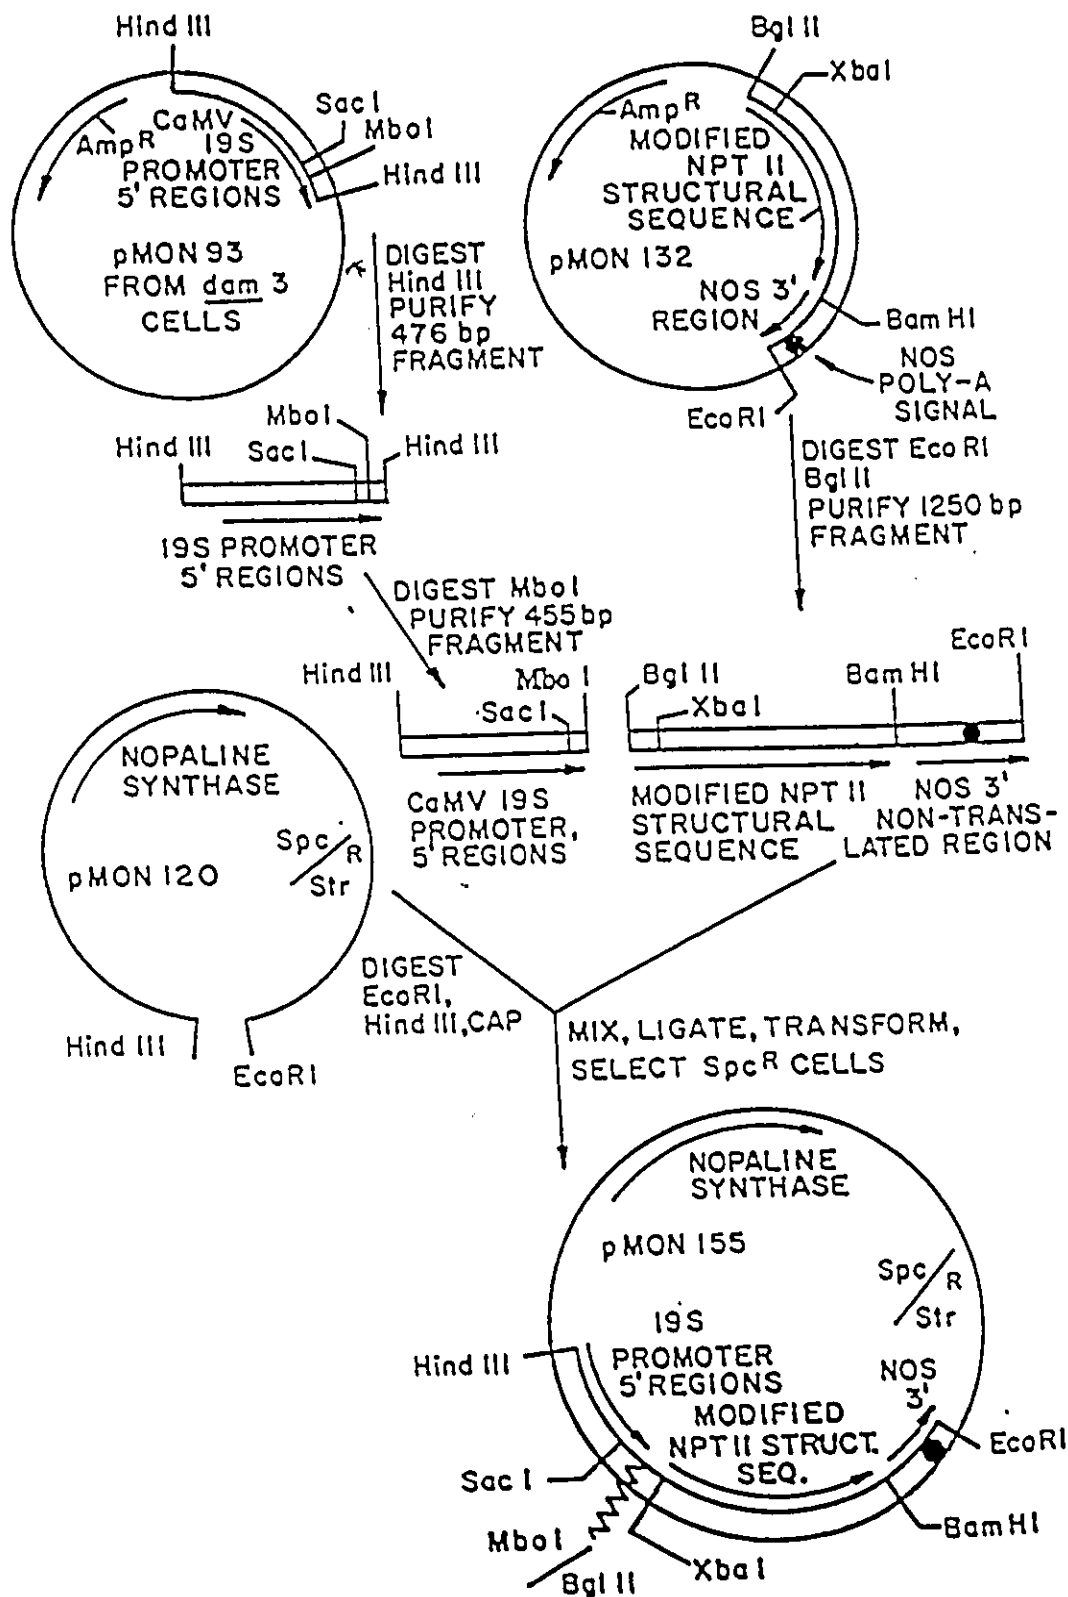 Hind III
Sac I
Mbo I
Hind III
Amp R
CaMV
19S
PROMOTER
5' REGIONS
pMON 93
FROM dam 3
CELLS
DIGEST
Hind III
PURIFY
476 bp
FRAGMENT
Bgl II
Xba I
Amp R
MODIFIED
NPT II
STRUCTURAL
SEQUENCE
pMON 132
NOS 3'
REGION
Bam HI
NOS
POLY-A
SIGNAL
Eco RI
DIGEST Eco RI
Bgl II
PURIFY 1250 bp
FRAGMENT
Hind III
Mbo I
Sac I
Hind III
19S PROMOTER
5' REGIONS
DIGEST Mbo I
PURIFY 455 bp
FRAGMENT
Hind III
Mbo I
Sac I
Bgl II
Xba I
Bam HI
Eco RI
CaMV 19S
PROMOTER,
5' REGIONS
MODIFIED NPT II
STRUCTURAL
SEQUENCE
NOS 3'
NON-TRANS-
LATED REGION
NOPALINE
SYNTHASE
Spc R
Str
pMON 120
Hind III
Eco RI
DIGEST
Eco RI,
Hind III, CAP
MIX, LIGATE, TRANSFORM,
SELECT Spc R CELLS
NOPALINE
SYNTHASE
pMON 155
Spc R
Str
19S
PROMOTER
5' REGIONS
Hind III
NOS
3'
MODIFIED
NPT II STRUCT.
SEQ.
Eco RI
Sac I
Bam HI
Mbo I
Bgl II
Xba I